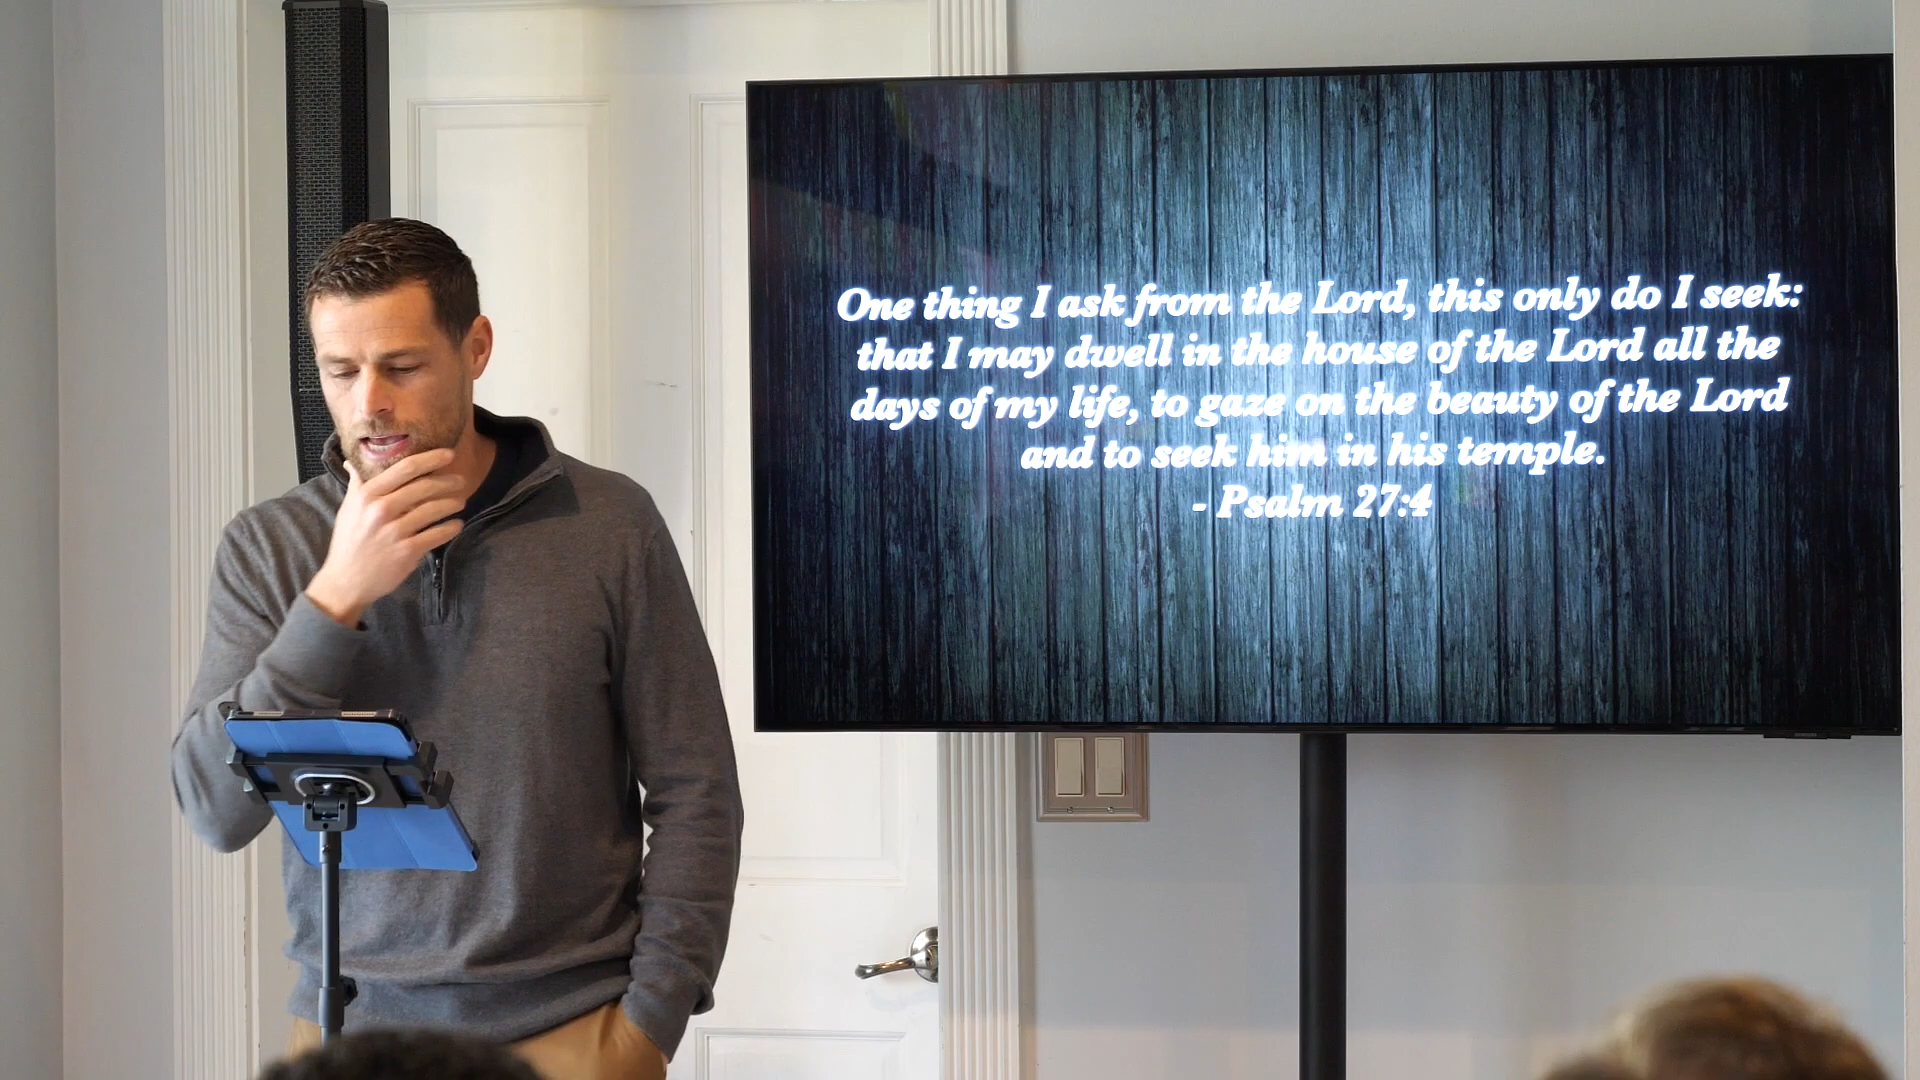 One thing I ask from the Lord, this only do I seek:
that I may dwell in the house of the Lord all the
days of my life, to gaze on the beauty of the Lord
and to seek him in his temple.
- Psalm 27:4